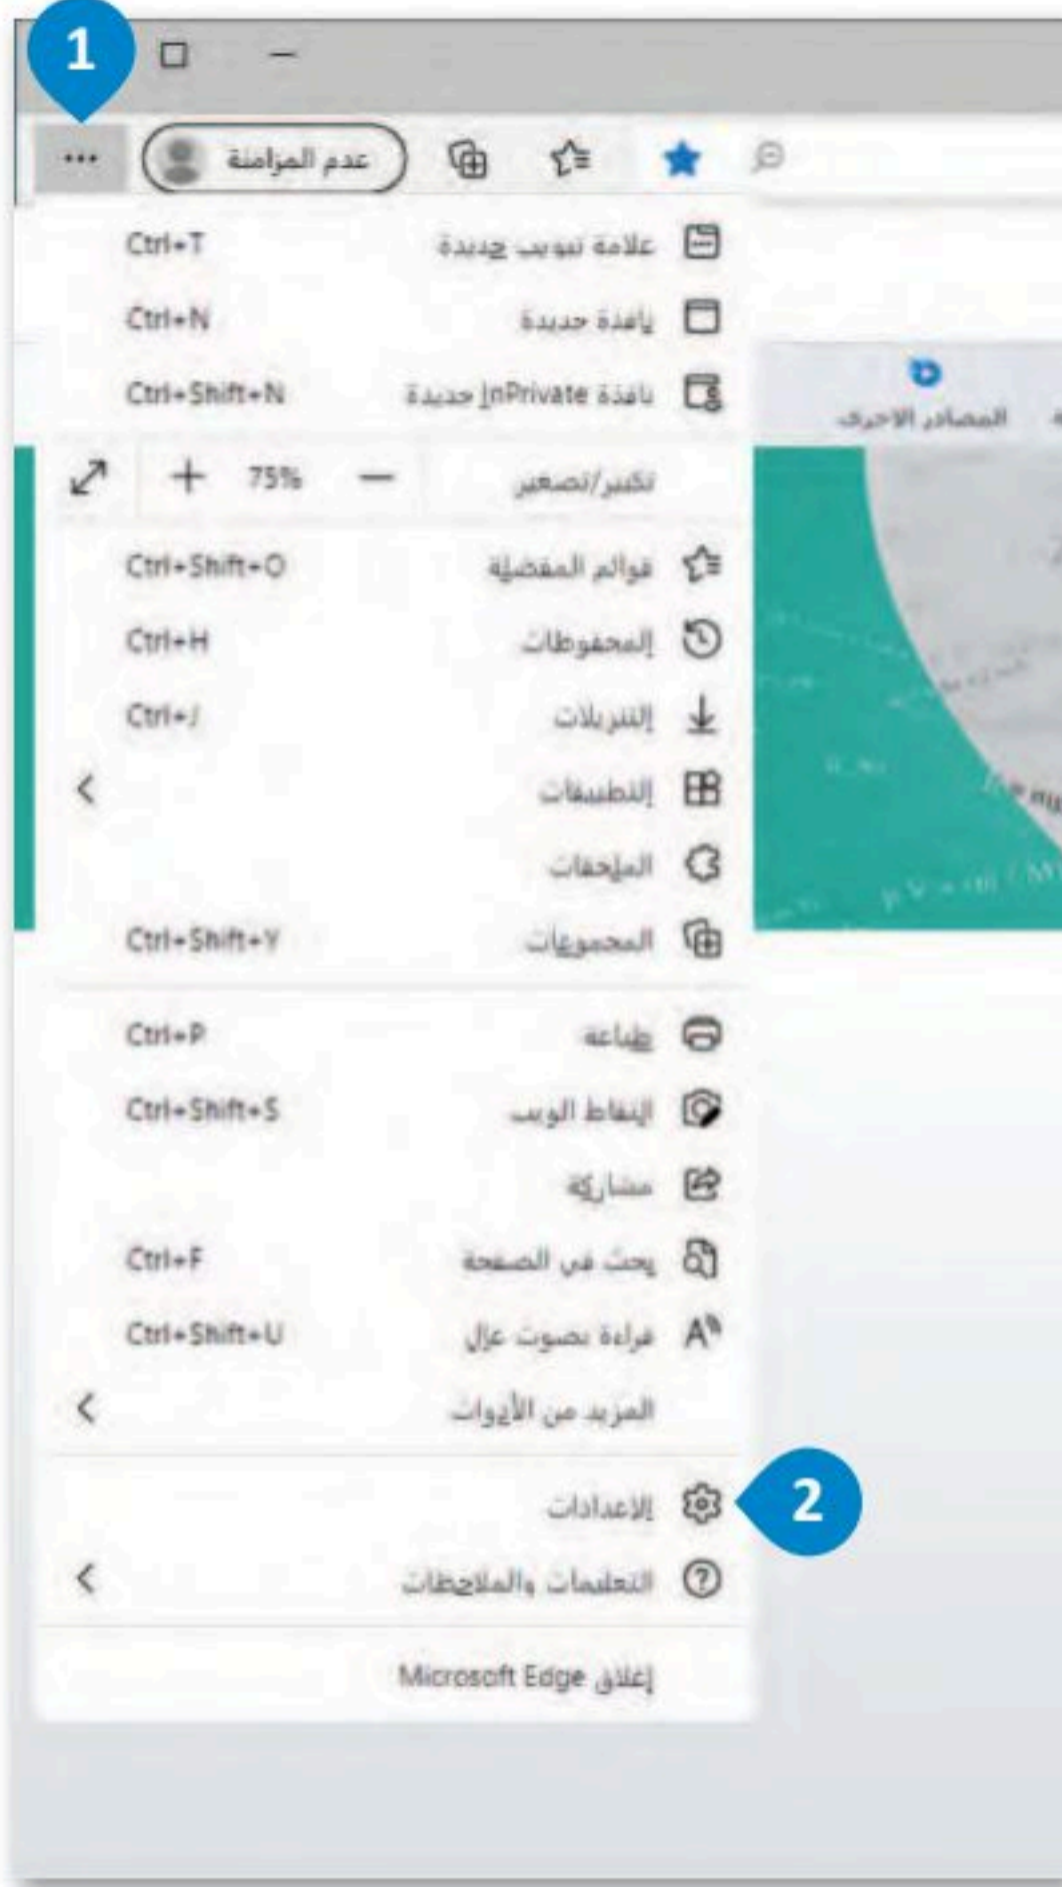 1
عدم المزامنة
علامة تبويب جديدة Ctrl+T
نافذة جديدة Ctrl+N
نافذة InPrivate جديدة Ctrl+Shift+N
المصادر الاخرى
تكبير/تصغير 75%
قوائم المفضلة Ctrl+Shift+O
المحفوظات Ctrl+H
التنزيلات Ctrl+J
التطبيقات
الملحقات
المجموعات Ctrl+Shift+Y
طباعة Ctrl+P
التقاط الويب Ctrl+Shift+S
مشاركة
بحث في الصفحة Ctrl+F
قراءة بصوت عالٍ Ctrl+Shift+U
المزيد من الأدوات
الاعدادات 2
التعليمات والملاحظات
إغلاق Microsoft Edge